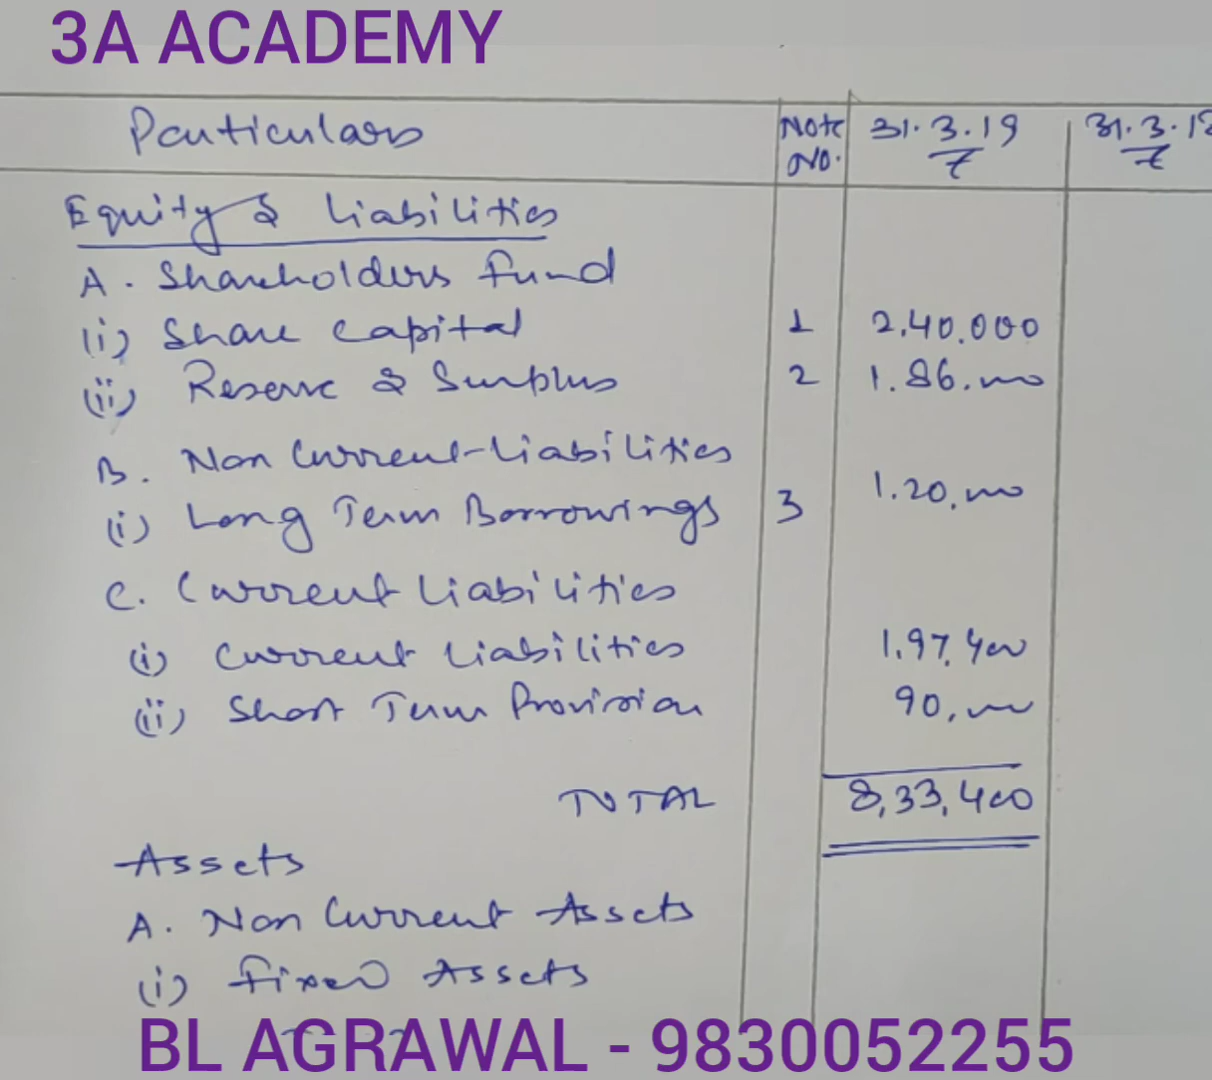 3A ACADEMY
Particulars Note No. 31.3.19 ₹ 31.3.18 ₹
Equity & Liabilities
A. Shareholders Fund
(i) Share Capital 1 2,40,000
(ii) Reserve & Surplus 2 1.86.000
B. Non Current Liabilities
(i) Long Term Borrowings 3 1.20,000
C. Current Liabilities
(i) Current Liabilities 1,97,400
(ii) Short Term Provision 90,000
TOTAL 8,33,400
Assets
A. Non Current Assets
(i) Fixed Assets
BL AGRAWAL - 9830052255